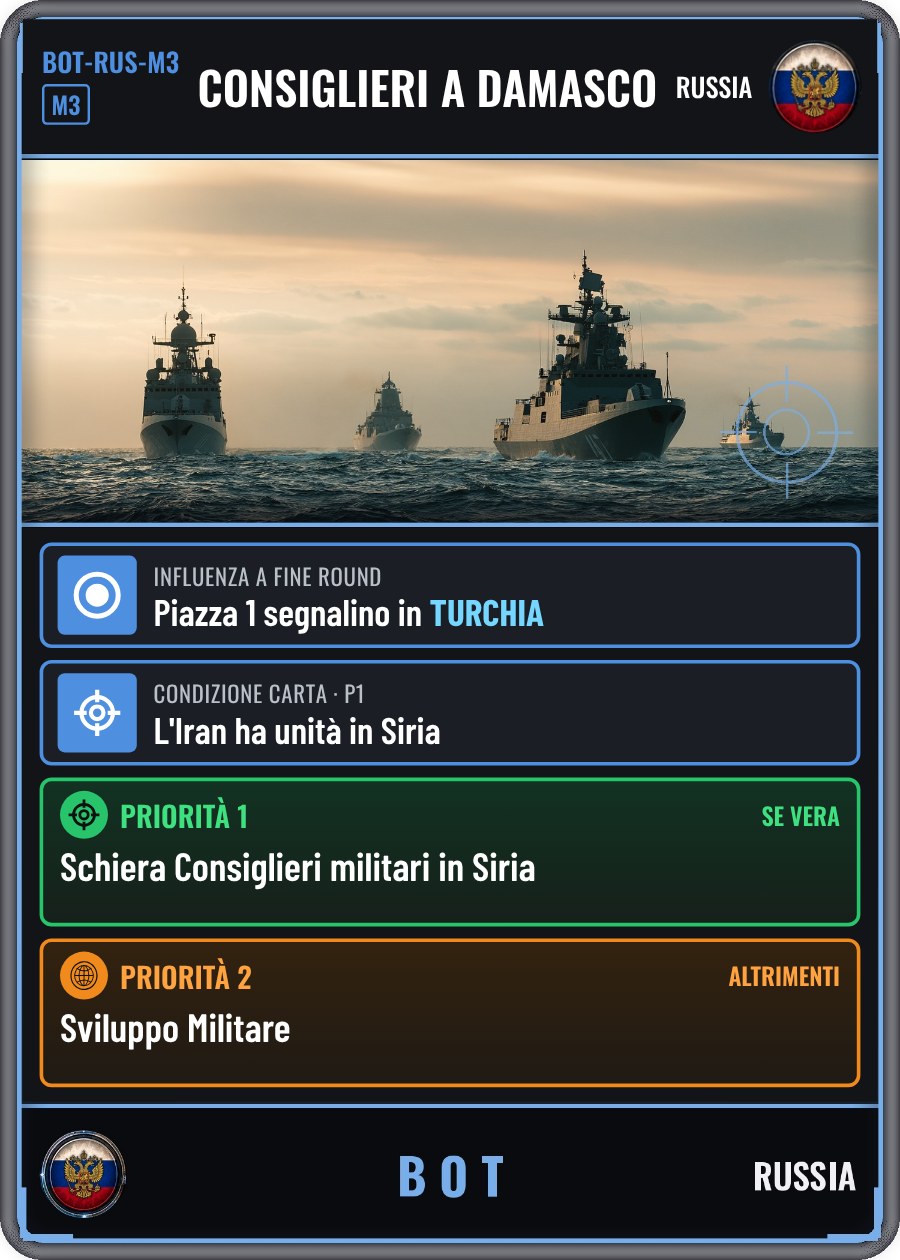 BOT-RUS-M3
M3
CONSIGLIERI A DAMASCO
RUSSIA
INFLUENZA A FINE ROUND
Piazza 1 segnalino in TURCHIA
CONDIZIONE CARTA · P1
L'Iran ha unità in Siria
PRIORITÀ 1
SE VERA
Schiera Consiglieri militari in Siria
PRIORITÀ 2
ALTRIMENTI
Sviluppo Militare
BOT
RUSSIA